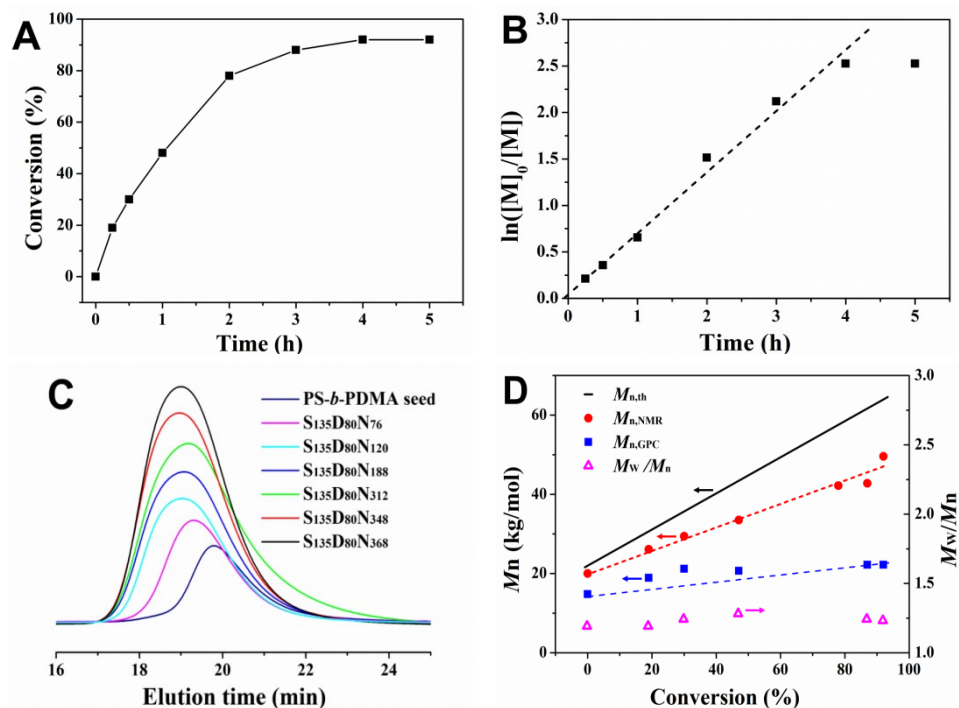 A
Conversion (%)
100
80
60
40
20
0
0 1 2 3 4 5
Time (h)
B
ln([M]₀/[M])
3.0
2.5
2.0
1.5
1.0
0.5
0.0
0 1 2 3 4 5
Time (h)
C
PS-b-PDMA seed
S135D80N76
S135D80N120
S135D80N188
S135D80N312
S135D80N348
S135D80N368
16 18 20 22 24
Elution time (min)
D
Mn (kg/mol)
60
40
20
0
Mn,th
Mn,NMR
Mn,GPC
Mw /Mn
3.0
2.5
2.0
1.5
1.0
Mw/Mn
0 20 40 60 80 100
Conversion (%)